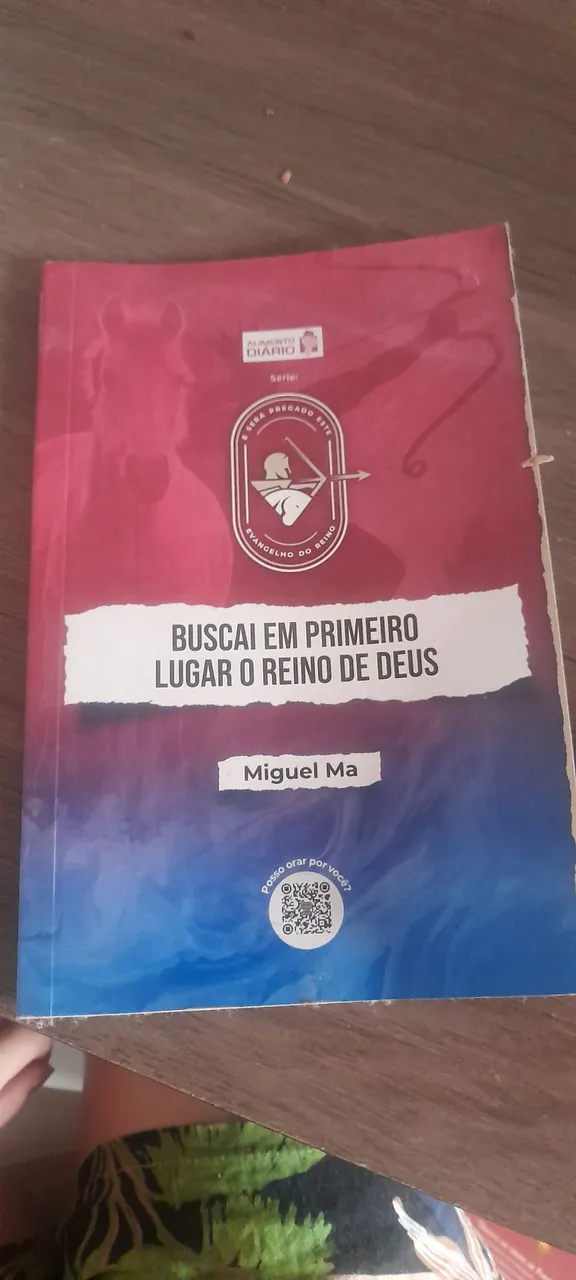 ALIMENTO
DIÁRIO
Série:
E SERÁ PREGADO ESTE
EVANGELHO DO REINO
BUSCAI EM PRIMEIRO
LUGAR O REINO DE DEUS
Miguel Ma
Posso orar por você?